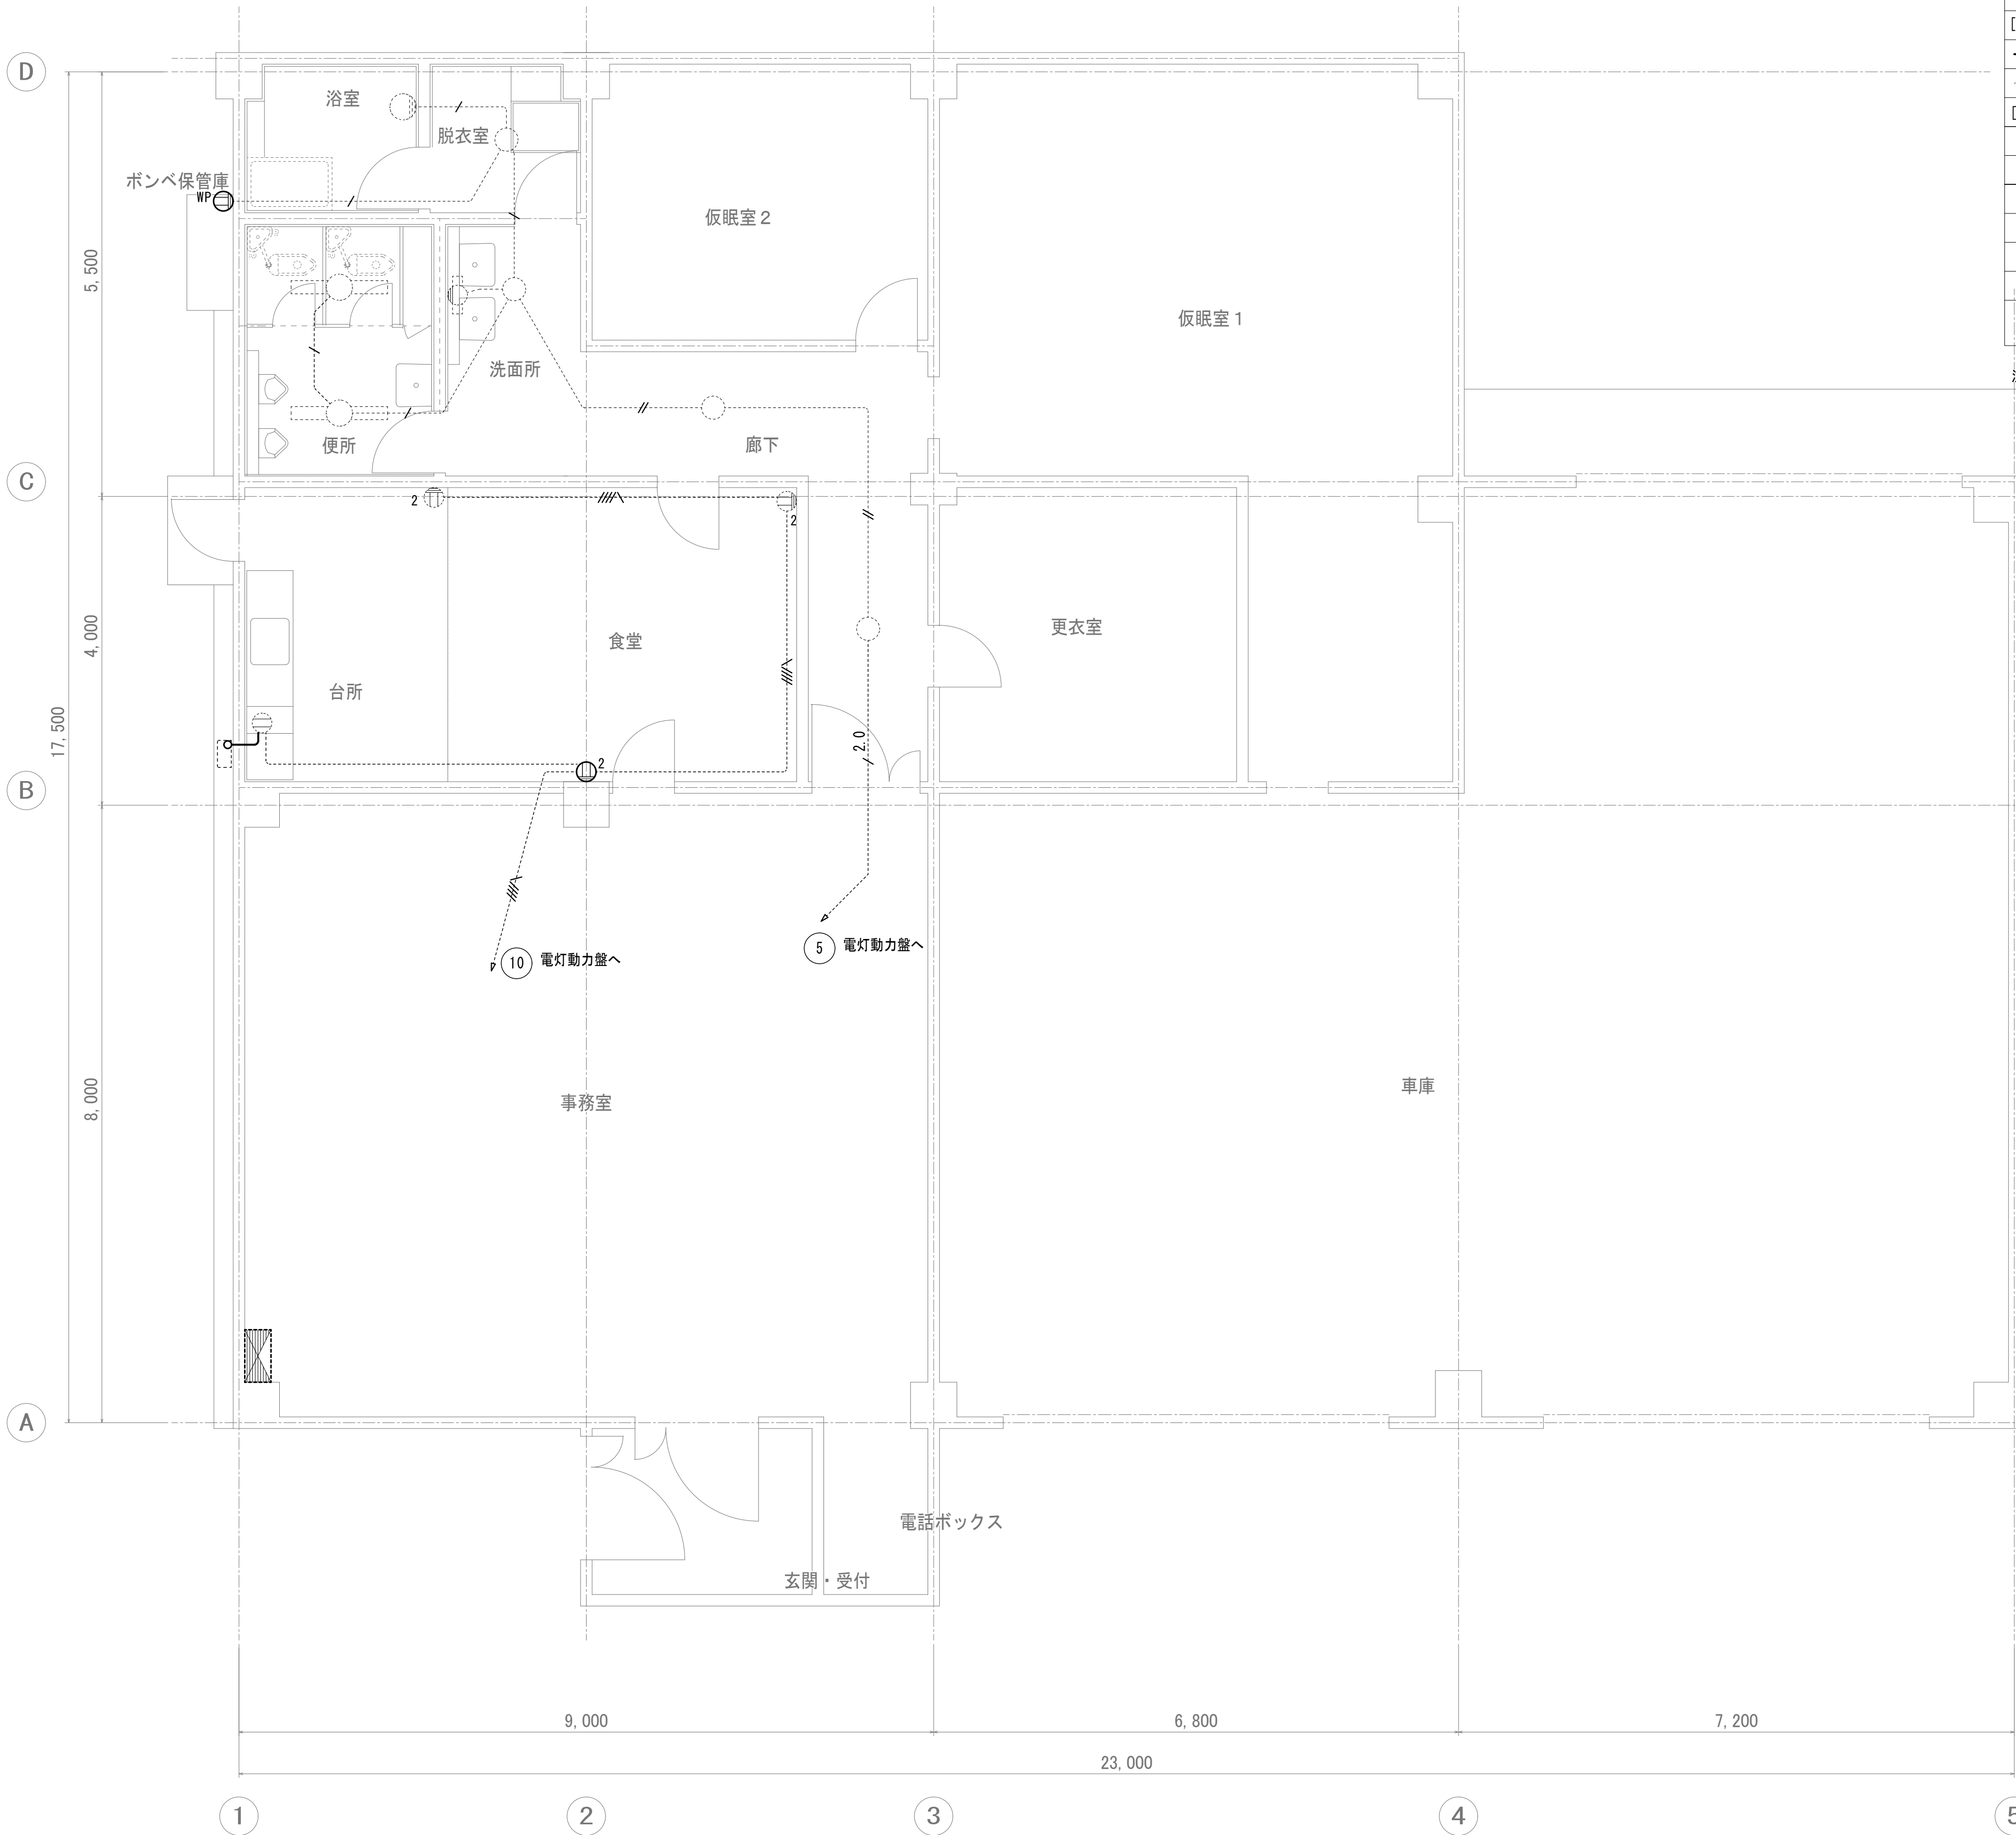 D
浴室
脱衣室
ボンベ保管庫
WP
仮眠室２
5,500
仮眠室１
洗面所
便所
廊下
C
2
2
4,000
更衣室
食堂
台所
17,500
2.0
2
B
5
電灯動力盤へ
10
電灯動力盤へ
車庫
8,000
事務室
A
電話ボックス
玄関・受付
9,000
6,800
7,200
23,000
1
2
3
4
5